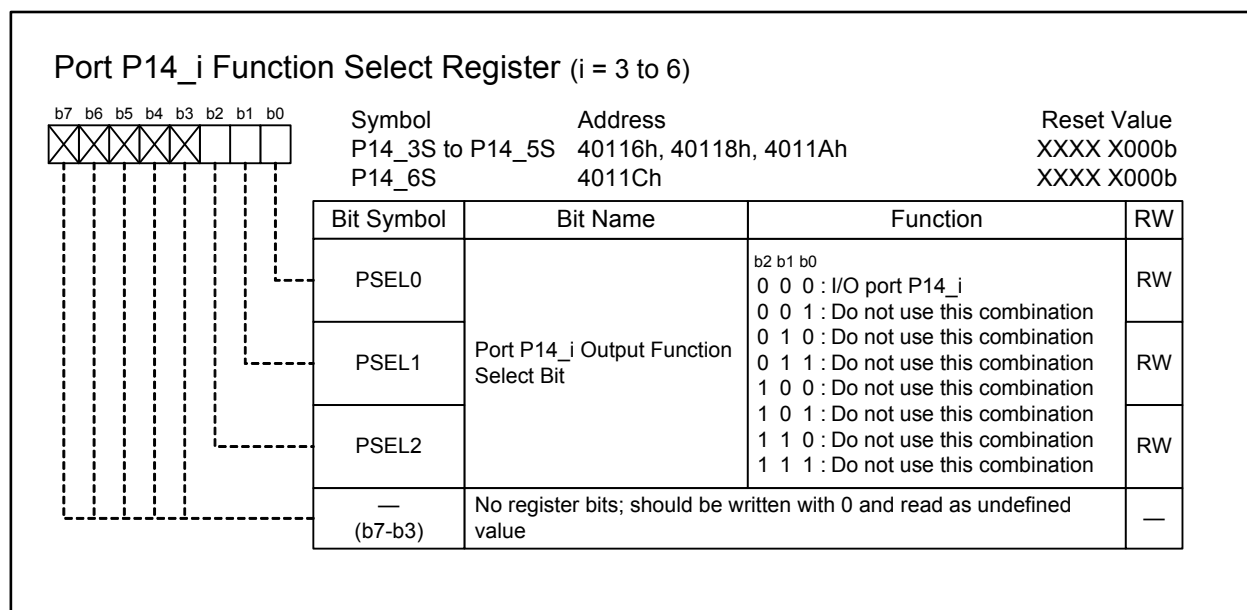 Port P14_i Function Select Register (i = 3 to 6)
b7 b6 b5 b4 b3 b2 b1 b0
Symbol Address Reset Value
P14_3S to P14_5S 40116h, 40118h, 4011Ah XXXX X000b
P14_6S 4011Ch XXXX X000b
Bit Symbol Bit Name Function RW
PSEL0 RW
PSEL1 RW
PSEL2 RW
Port P14_i Output Function
Select Bit
b2 b1 b0
0 0 0 : I/O port P14_i
0 0 1 : Do not use this combination
0 1 0 : Do not use this combination
0 1 1 : Do not use this combination
1 0 0 : Do not use this combination
1 0 1 : Do not use this combination
1 1 0 : Do not use this combination
1 1 1 : Do not use this combination
—
(b7-b3)
No register bits; should be written with 0 and read as undefined
value
—